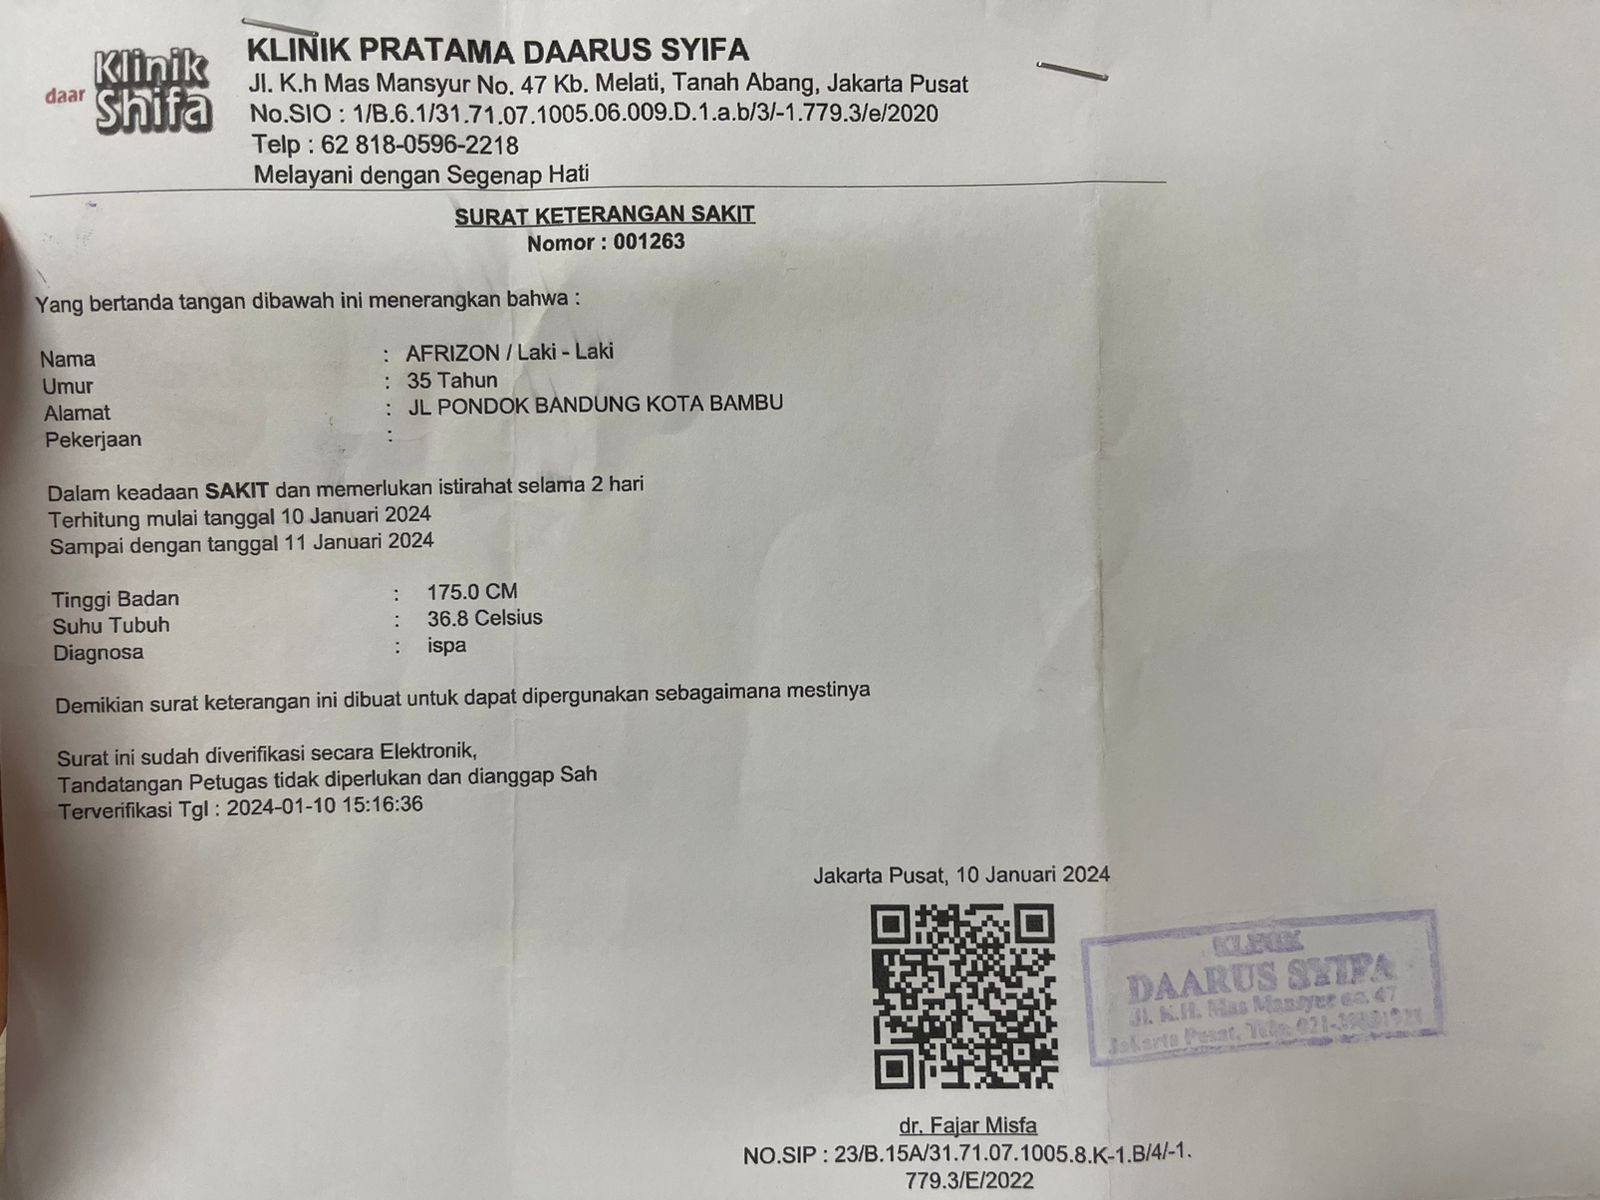 daar Klinik Shifa
KLINIK PRATAMA DAARUS SYIFA
Jl. K.h Mas Mansyur No. 47 Kb. Melati, Tanah Abang, Jakarta Pusat
No.SIO : 1/B.6.1/31.71.07.1005.06.009.D.1.a.b/3/-1.779.3/e/2020
Telp : 62 818-0596-2218
Melayani dengan Segenap Hati
SURAT KETERANGAN SAKIT
Nomor : 001263
Yang bertanda tangan dibawah ini menerangkan bahwa :
Nama : AFRIZON / Laki - Laki
Umur : 35 Tahun
Alamat : JL PONDOK BANDUNG KOTA BAMBU
Pekerjaan :
Dalam keadaan SAKIT dan memerlukan istirahat selama 2 hari
Terhitung mulai tanggal 10 Januari 2024
Sampai dengan tanggal 11 Januari 2024
Tinggi Badan : 175.0 CM
Suhu Tubuh : 36.8 Celsius
Diagnosa : ispa
Demikian surat keterangan ini dibuat untuk dapat dipergunakan sebagaimana mestinya
Surat ini sudah diverifikasi secara Elektronik,
Tandatangan Petugas tidak diperlukan dan dianggap Sah
Terverifikasi Tgl : 2024-01-10 15:16:36
Jakarta Pusat, 10 Januari 2024
KLINIK
DAARUS SYIFA
Jl. K.H. Mas Mansyur no. 47
Jakarta Pusat, Telp. 021-
dr. Fajar Misfa
NO.SIP : 23/B.15A/31.71.07.1005.8.K-1.B/4/-1.
779.3/E/2022